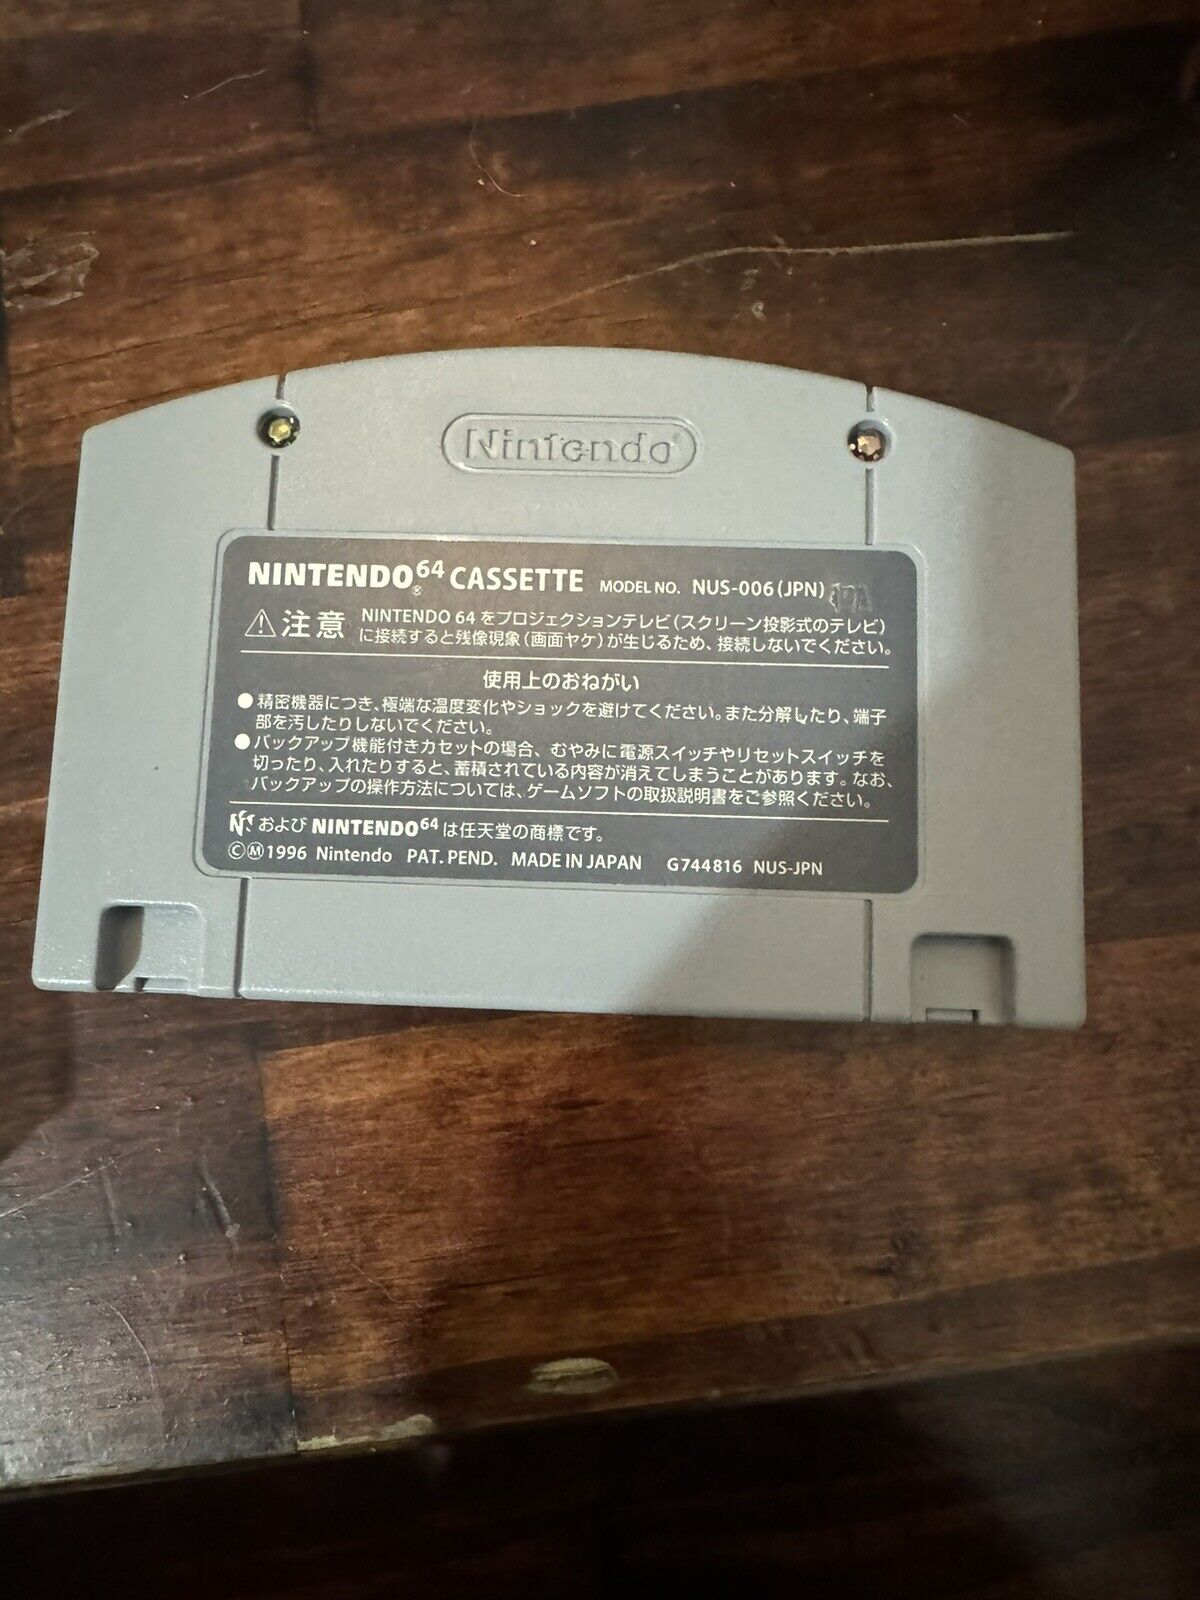 Nintendo®
NINTENDO®64 CASSETTE MODEL NO. NUS-006(JPN)
⚠注意 NINTENDO 64 をプロジェクションテレビ(スクリーン投影式のテレビ)
に接続すると残像現象(画面ヤケ)が生じるため、接続しないでください。
使用上のおねがい
●精密機器につき、極端な温度変化やショックを避けてください。また分解したり、端子
部を汚したりしないでください。
●バックアップ機能付きカセットの場合、むやみに電源スイッチやリセットスイッチを
切ったり、入れたりすると、蓄積されている内容が消えてしまうことがあります。なお、
バックアップの操作方法については、ゲームソフトの取扱説明書をご参照ください。
および NINTENDO64 は任天堂の商標です。
©Ⓜ1996 Nintendo PAT. PEND. MADE IN JAPAN G744816 NUS-JPN